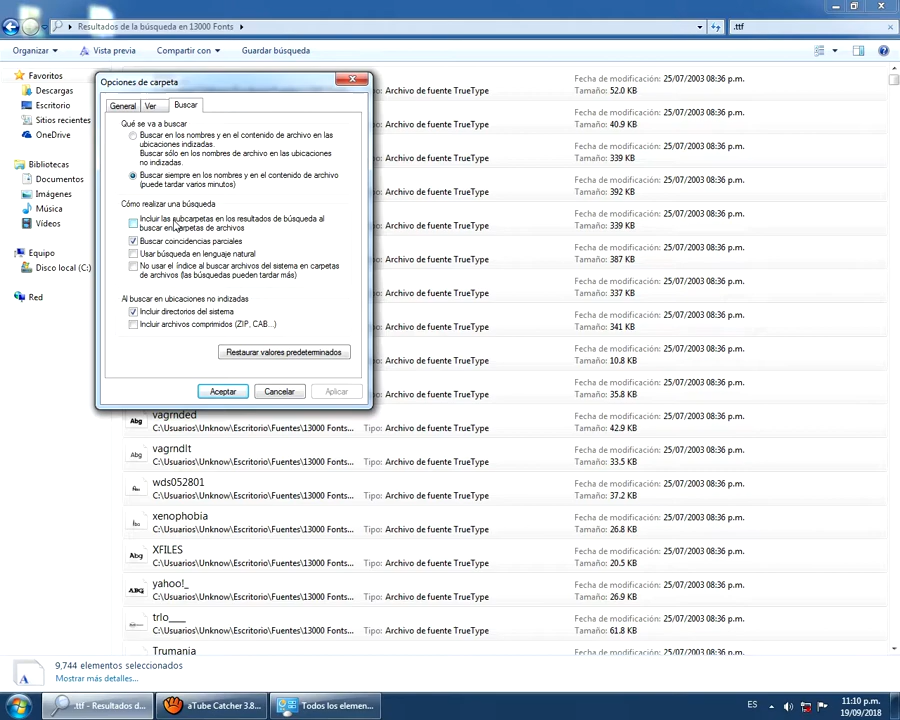 Resultados de la búsqueda en 13000 Fonts
.ttf
Organizar
Vista previa
Compartir con
Guardar búsqueda
Favoritos
Descargas
Escritorio
Sitios recientes
OneDrive
Bibliotecas
Documentos
Imágenes
Música
Vídeos
Equipo
Disco local (C:)
Red
Opciones de carpeta
General
Ver
Buscar
Qué se va a buscar
Buscar en los nombres y en el contenido de archivo en las
ubicaciones indizadas.
Buscar sólo en los nombres de archivo en las ubicaciones
no indizadas.
Buscar siempre en los nombres y en el contenido de archivo
(puede tardar varios minutos)
Cómo realizar una búsqueda
Incluir las subcarpetas en los resultados de búsqueda al
buscar en carpetas de archivos
Buscar coincidencias parciales
Usar búsqueda en lenguaje natural
No usar el índice al buscar archivos del sistema en carpetas
de archivos (las búsquedas pueden tardar más)
Al buscar en ubicaciones no indizadas
Incluir directorios del sistema
Incluir archivos comprimidos (ZIP, CAB...)
Restaurar valores predeterminados
Aceptar
Cancelar
Aplicar
Archivo de fuente TrueType
Fecha de modificación: 25/07/2003 08:36 p.m.
Tamaño: 52.0 KB
Archivo de fuente TrueType
Fecha de modificación: 25/07/2003 08:36 p.m.
Tamaño: 40.9 KB
Archivo de fuente TrueType
Fecha de modificación: 25/07/2003 08:36 p.m.
Tamaño: 339 KB
Archivo de fuente TrueType
Fecha de modificación: 25/07/2003 08:36 p.m.
Tamaño: 392 KB
Archivo de fuente TrueType
Fecha de modificación: 25/07/2003 08:36 p.m.
Tamaño: 339 KB
Archivo de fuente TrueType
Fecha de modificación: 25/07/2003 08:36 p.m.
Tamaño: 387 KB
Archivo de fuente TrueType
Fecha de modificación: 25/07/2003 08:36 p.m.
Tamaño: 337 KB
Archivo de fuente TrueType
Fecha de modificación: 25/07/2003 08:36 p.m.
Tamaño: 341 KB
Archivo de fuente TrueType
Fecha de modificación: 25/07/2003 08:36 p.m.
Tamaño: 10.8 KB
Archivo de fuente TrueType
Fecha de modificación: 25/07/2003 08:36 p.m.
Tamaño: 35.8 KB
Abg vagrnded
C:\Usuarios\Unknow\Escritorio\Fuentes\13000 Fonts... Tipo: Archivo de fuente TrueType
Fecha de modificación: 25/07/2003 08:36 p.m.
Tamaño: 42.9 KB
Abg vagrndlt
C:\Usuarios\Unknow\Escritorio\Fuentes\13000 Fonts... Tipo: Archivo de fuente TrueType
Fecha de modificación: 25/07/2003 08:36 p.m.
Tamaño: 33.5 KB
wds052801
C:\Usuarios\Unknow\Escritorio\Fuentes\13000 Fonts... Tipo: Archivo de fuente TrueType
Fecha de modificación: 25/07/2003 08:36 p.m.
Tamaño: 37.2 KB
xenophobia
C:\Usuarios\Unknow\Escritorio\Fuentes\13000 Fonts... Tipo: Archivo de fuente TrueType
Fecha de modificación: 25/07/2003 08:36 p.m.
Tamaño: 26.8 KB
Abg XFILES
C:\Usuarios\Unknow\Escritorio\Fuentes\13000 Fonts... Tipo: Archivo de fuente TrueType
Fecha de modificación: 25/07/2003 08:36 p.m.
Tamaño: 20.5 KB
ABG yahoo!_
C:\Usuarios\Unknow\Escritorio\Fuentes\13000 Fonts... Tipo: Archivo de fuente TrueType
Fecha de modificación: 25/07/2003 08:36 p.m.
Tamaño: 26.9 KB
trlo____
C:\Usuarios\Unknow\Escritorio\Fuentes\13000 Fonts... Tipo: Archivo de fuente TrueType
Fecha de modificación: 25/07/2003 08:36 p.m.
Tamaño: 61.8 KB
Trumania
Fecha de modificación: 25/07/2003 08:36 p.m.
9,744 elementos seleccionados
Mostrar más detalles...
.ttf - Resultados d...
aTube Catcher 3.8...
Todos los elemen...
ES
11:10 p.m.
19/09/2018